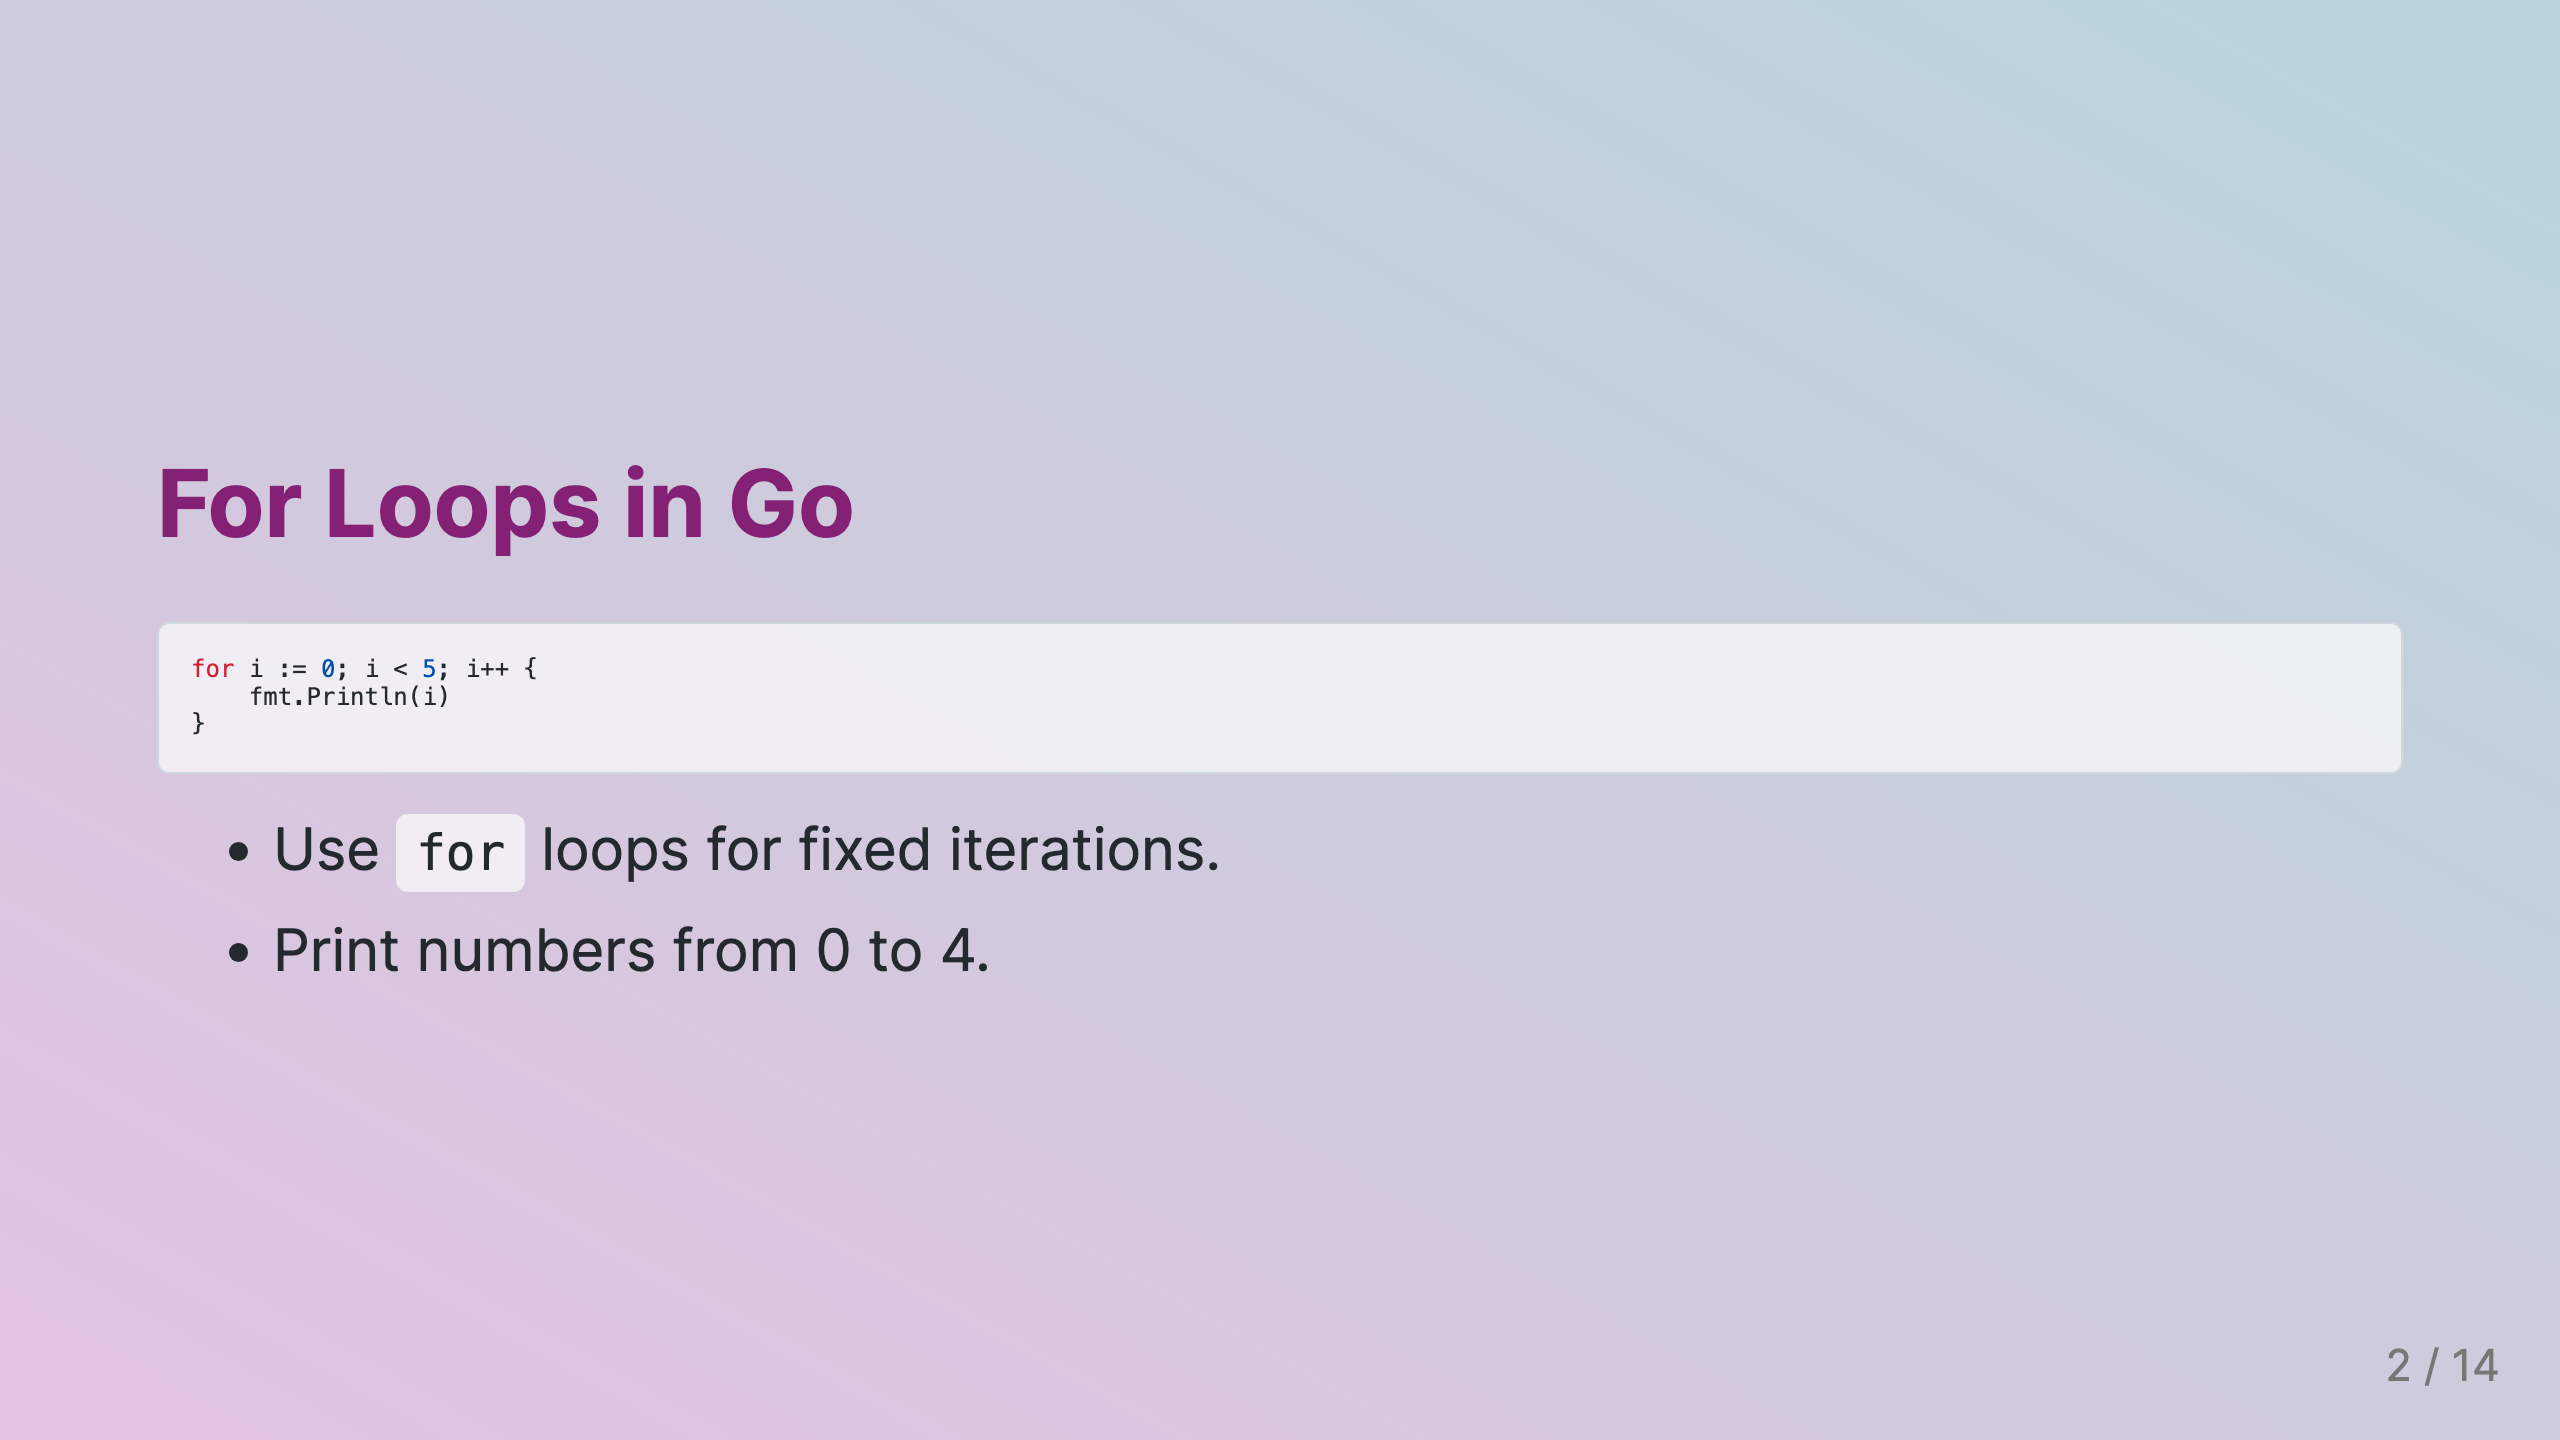 For Loops in Go
for i := 0; i < 5; i++ {
    fmt.Println(i)
}
• Use for loops for fixed iterations.
• Print numbers from 0 to 4.
2 / 14